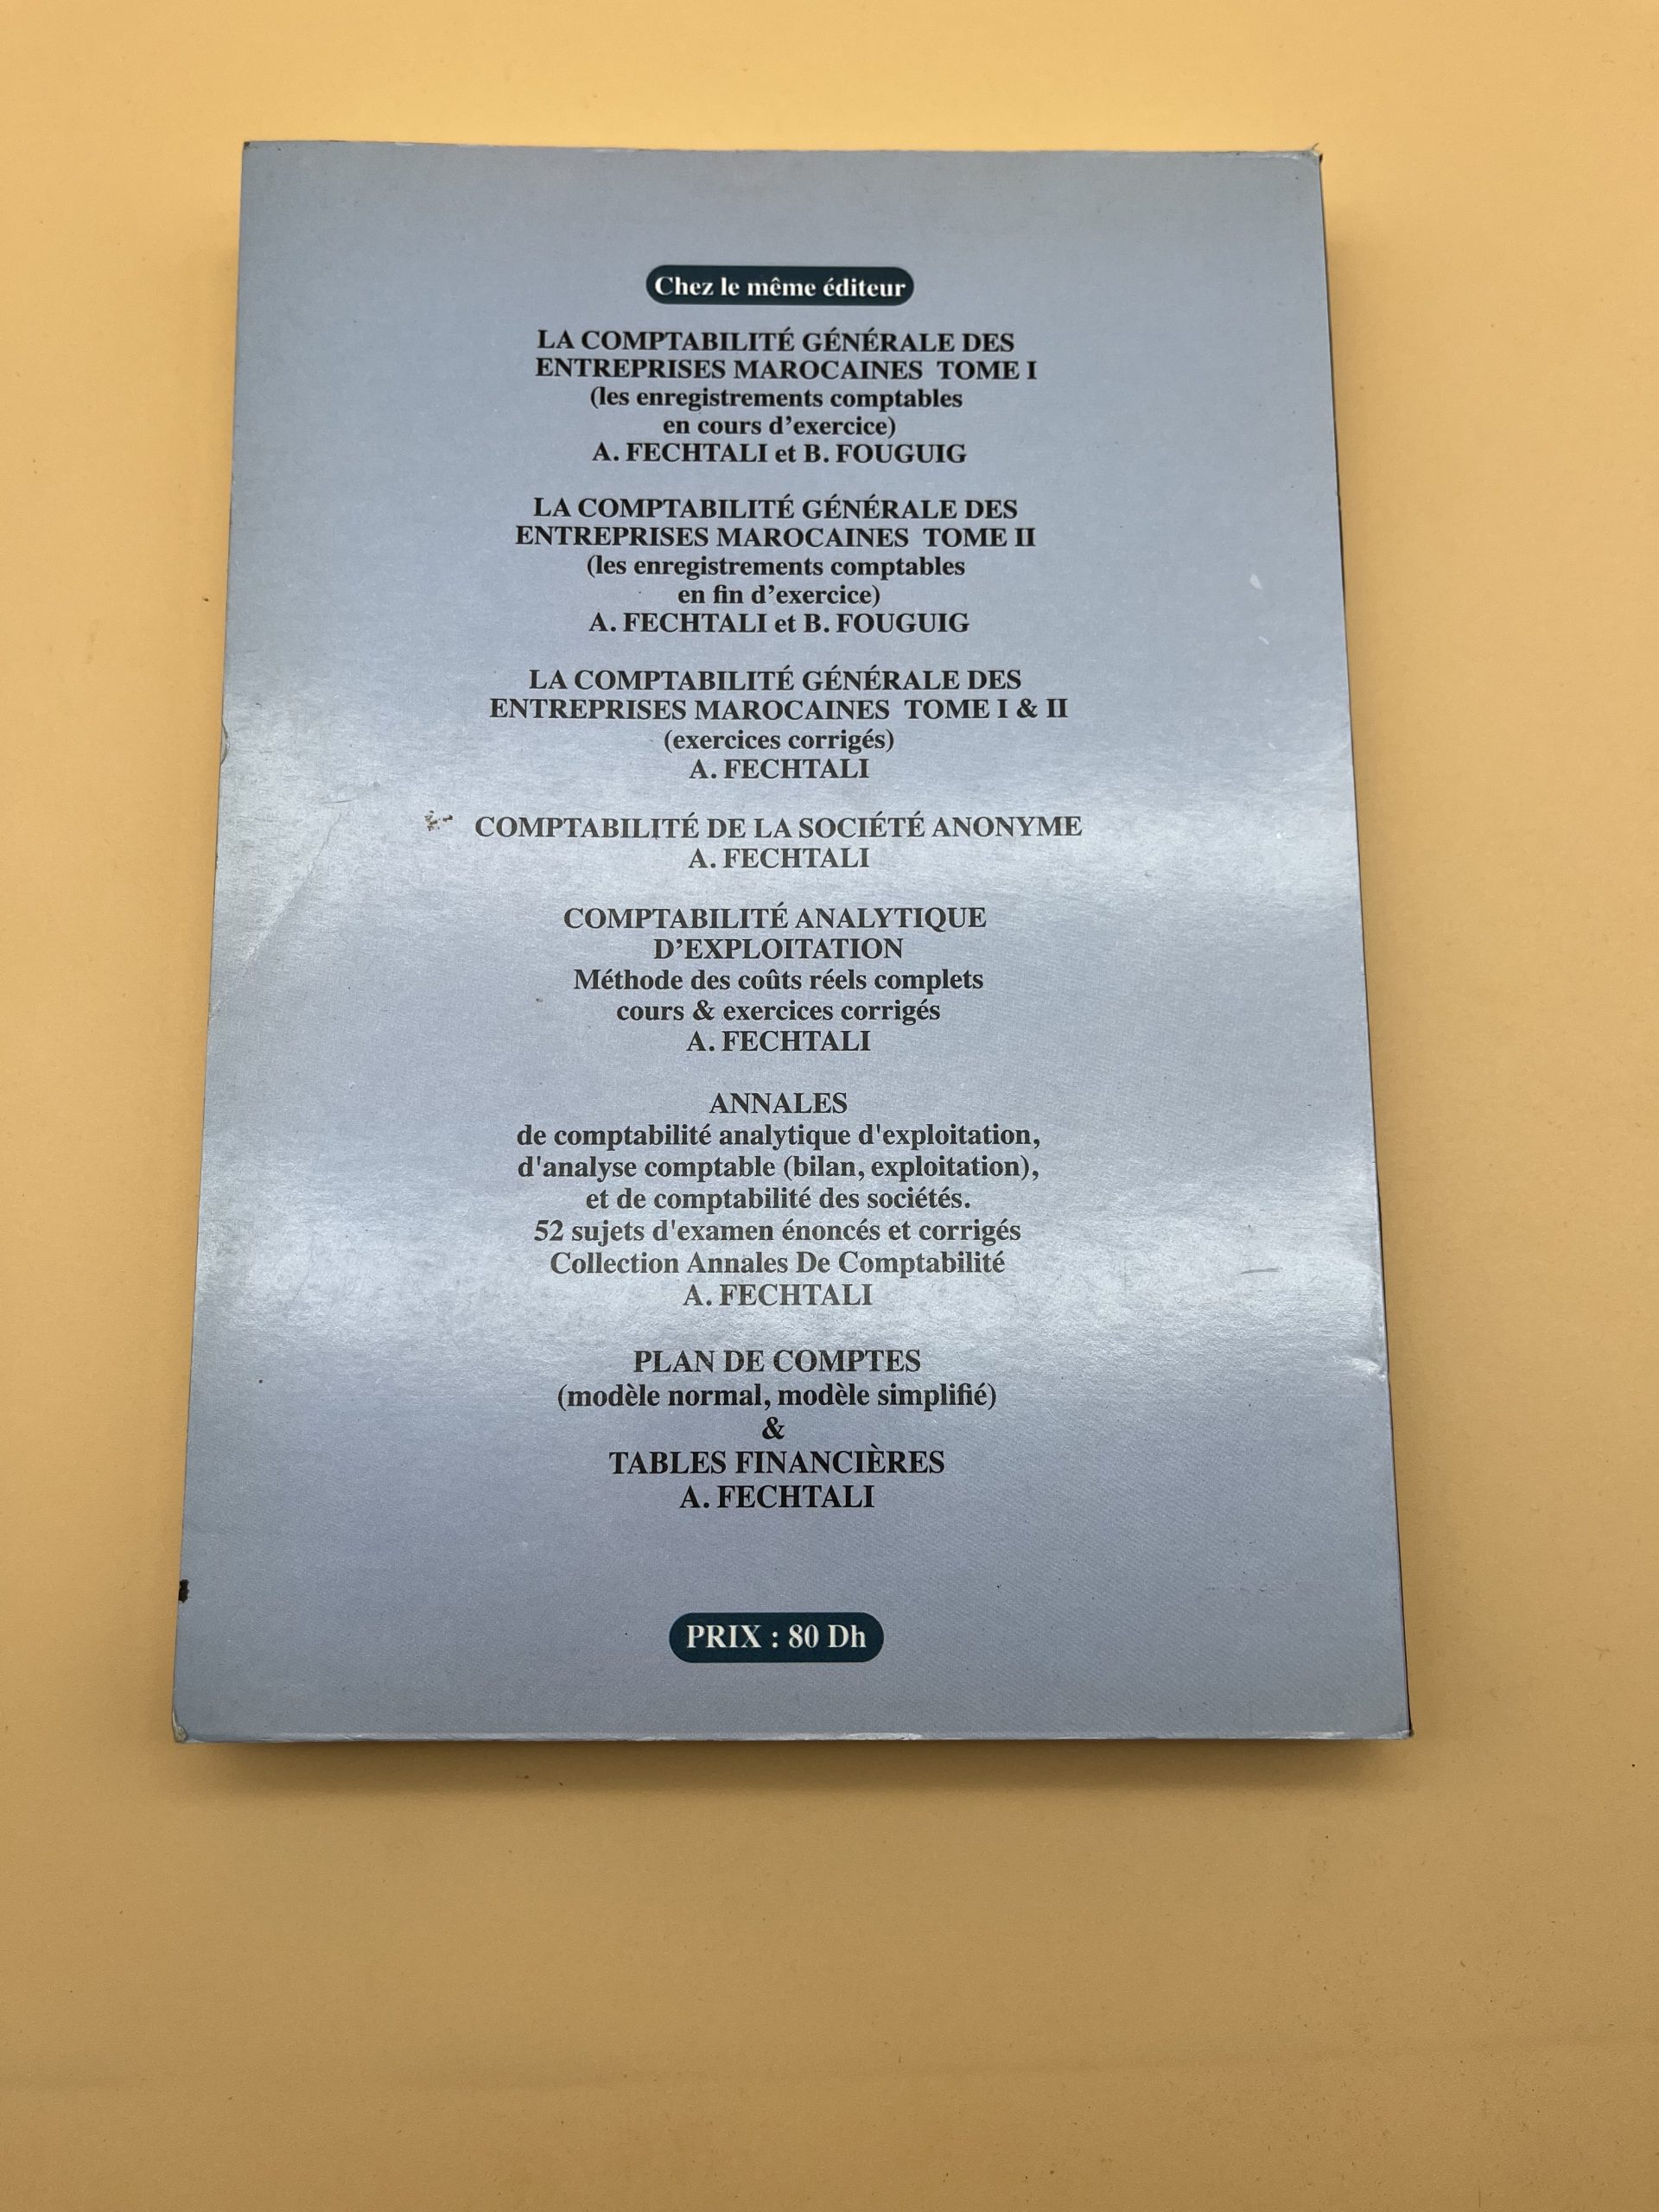 Chez le même éditeur
LA COMPTABILITÉ GÉNÉRALE DES
ENTREPRISES MAROCAINES TOME I
(les enregistrements comptables
en cours d’exercice)
A. FECHTALI et B. FOUGUIG
LA COMPTABILITÉ GÉNÉRALE DES
ENTREPRISES MAROCAINES TOME II
(les enregistrements comptables
en fin d’exercice)
A. FECHTALI et B. FOUGUIG
LA COMPTABILITÉ GÉNÉRALE DES
ENTREPRISES MAROCAINES TOME I & II
(exercices corrigés)
A. FECHTALI
COMPTABILITÉ DE LA SOCIÉTÉ ANONYME
A. FECHTALI
COMPTABILITÉ ANALYTIQUE
D’EXPLOITATION
Méthode des coûts réels complets
cours & exercices corrigés
A. FECHTALI
ANNALES
de comptabilité analytique d'exploitation,
d'analyse comptable (bilan, exploitation),
et de comptabilité des sociétés.
52 sujets d'examen énoncés et corrigés
Collection Annales De Comptabilité
A. FECHTALI
PLAN DE COMPTES
(modèle normal, modèle simplifié)
&
TABLES FINANCIÈRES
A. FECHTALI
PRIX : 80 Dh